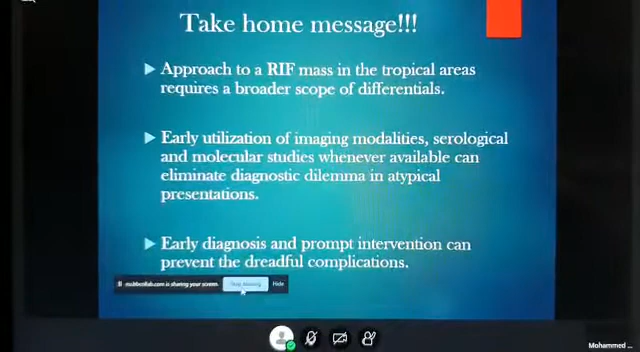 Take home message!!!
Approach to a RIF mass in the tropical areas
requires a broader scope of differentials.
Early utilization of imaging modalities, serological
and molecular studies whenever available can
eliminate diagnostic dilemma in atypical
presentations.
Early diagnosis and prompt intervention can
prevent the dreadful complications.
is sharing your screen.
Stop sharing
Hide
Mohammed ...